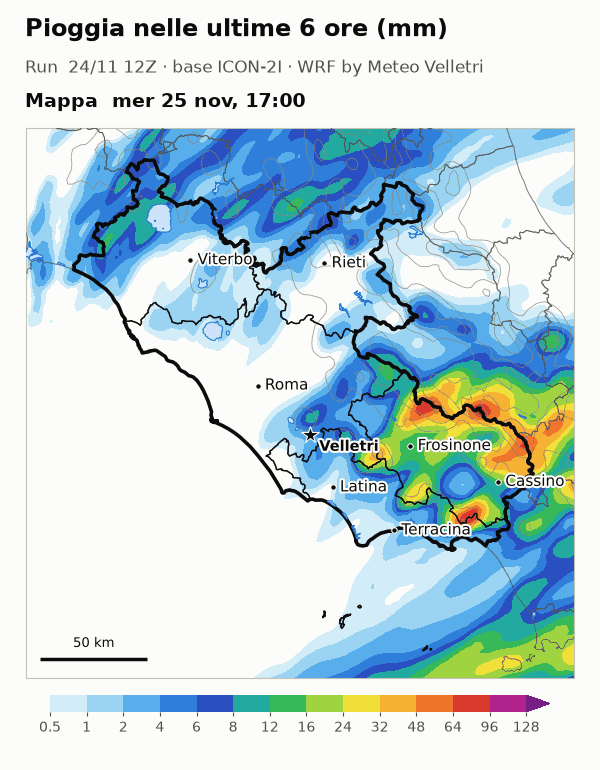 Pioggia nelle ultime 6 ore (mm)
Run 24/11 12Z · base ICON-2I · WRF by Meteo Velletri
Mappa mer 25 nov, 17:00
Viterbo
Rieti
Roma
Velletri
Frosinone
Cassino
Latina
Terracina
50 km
0.5 1 2 4 6 8 12 16 24 32 48 64 96 128